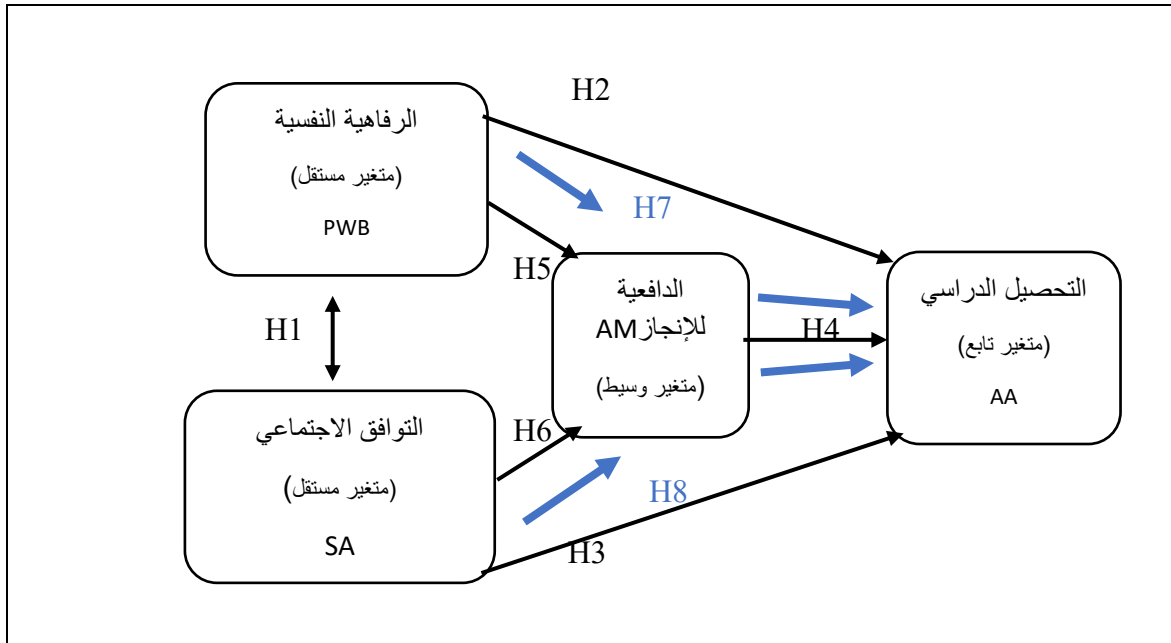 H2
الرفاهية النفسية
(متغير مستقل)
PWB
H7
H5
الدافعية
للإنجازAM
(متغير وسيط)
التحصيل الدراسي
(متغير تابع)
AA
H1
H4
التوافق الاجتماعي
(متغير مستقل)
SA
H6
H8
H3